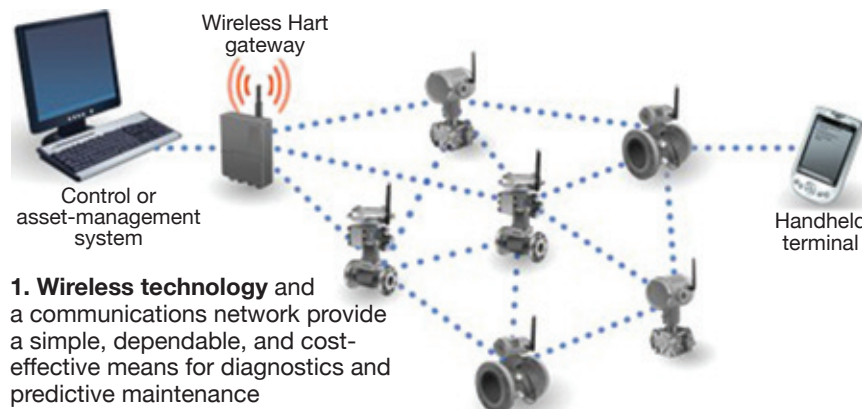 Wireless Hart
gateway
Control or
asset-management
system
Handheld
terminal
1. Wireless technology and
a communications network provide
a simple, dependable, and cost-
effective means for diagnostics and
predictive maintenance